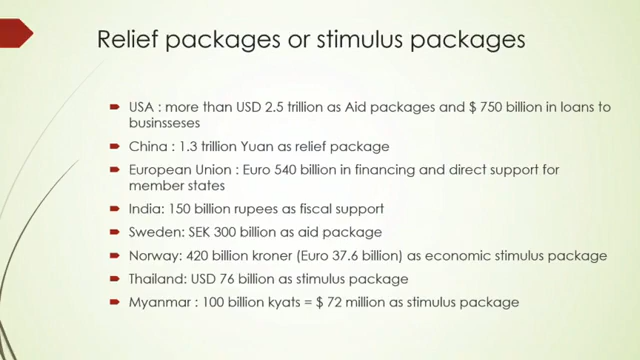 Relief packages or stimulus packages
USA : more than USD 2.5 trillion as Aid packages and $ 750 billion in loans to
businsseses
China : 1.3 trillion Yuan as relief package
European Union : Euro 540 billion in financing and direct support for
member states
India: 150 billion rupees as fiscal support
Sweden: SEK 300 billion as aid package
Norway: 420 billion kroner (Euro 37.6 billion) as economic stimulus package
Thailand: USD 76 billion as stimulus package
Myanmar : 100 billion kyats = $ 72 million as stimulus package